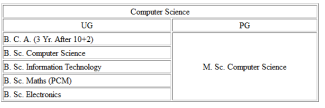 Computer Science
UG PG
B. C. A. (3 Yr. After 10+2)
B. Sc. Computer Science
B. Sc. Information Technology
B. Sc. Maths (PCM)
B. Sc. Electronics
M. Sc. Computer Science